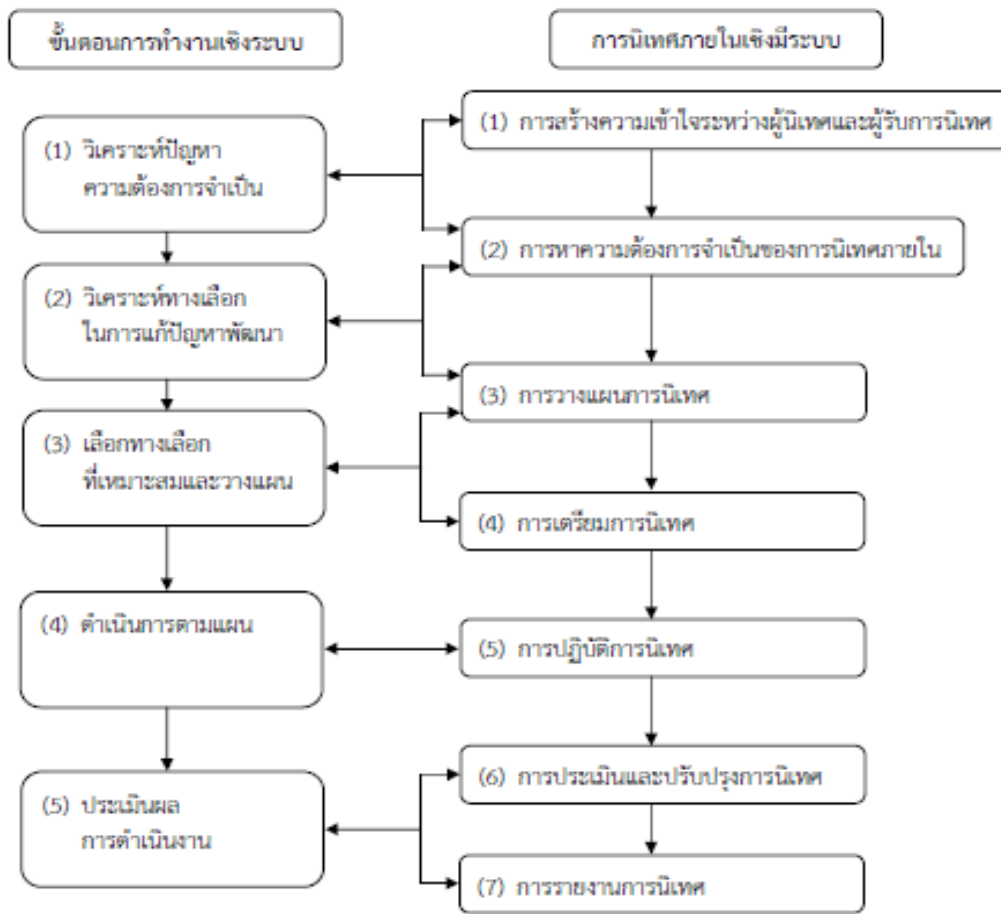 ขั้นตอนการทำงานเชิงระบบ
(1) วิเคราะห์ปัญหา
ความต้องการจำเป็น
(2) วิเคราะห์ทางเลือก
ในการแก้ปัญหาพัฒนา
(3) เลือกทางเลือก
ที่เหมาะสมและวางแผน
(4) ดำเนินการตามแผน
(5) ประเมินผล
การดำเนินงาน
การนิเทศภายในเชิงมีระบบ
(1) การสร้างความเข้าใจระหว่างผู้นิเทศและผู้รับการนิเทศ
(2) การหาความต้องการจำเป็นของการนิเทศภายใน
(3) การวางแผนการนิเทศ
(4) การเตรียมการนิเทศ
(5) การปฏิบัติการนิเทศ
(6) การประเมินและปรับปรุงการนิเทศ
(7) การรายงานการนิเทศ